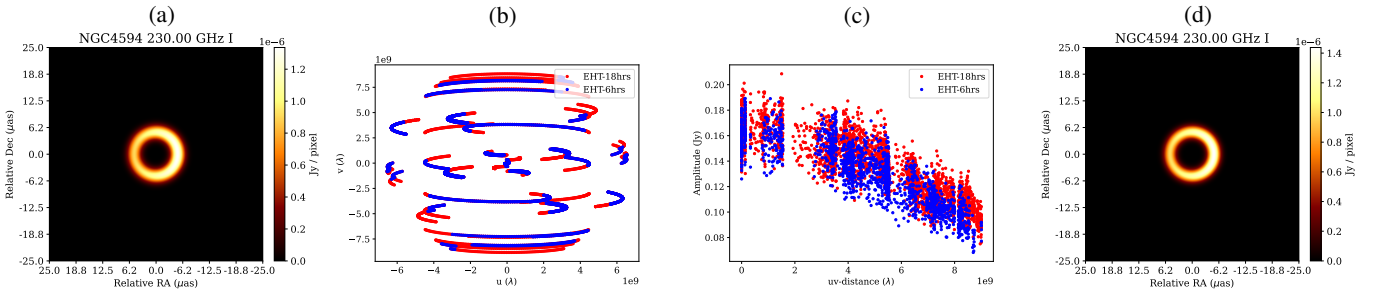 (a)
NGC4594 230.00 GHz I
1e−6
25.0
18.8
12.5
6.2
0.0
−6.2
−12.5
−18.8
−25.0
Relative Dec (μas)
25.0 18.8 12.5 6.2 0.0 −6.2 −12.5 −18.8 −25.0
Relative RA (μas)
1.2
1.0
0.8
0.6
0.4
0.2
0.0
Jy / pixel
(b)
1e9
EHT-18hrs
EHT-6hrs
7.5
5.0
2.5
0.0
−2.5
−5.0
−7.5
v (λ)
−6 −4 −2 0 2 4 6
1e9
u (λ)
(c)
EHT-18hrs
EHT-6hrs
0.20
0.18
0.16
0.14
0.12
0.10
0.08
Amplitude (Jy)
0 2 4 6 8
1e9
uv-distance (λ)
(d)
NGC4594 230.00 GHz I
1e−6
25.0
18.8
12.5
6.2
0.0
−6.2
−12.5
−18.8
−25.0
Relative Dec (μas)
25.0 18.8 12.5 6.2 0.0 −6.2 −12.5 −18.8 −25.0
Relative RA (μas)
1.4
1.2
1.0
0.8
0.6
0.4
0.2
0.0
Jy / pixel